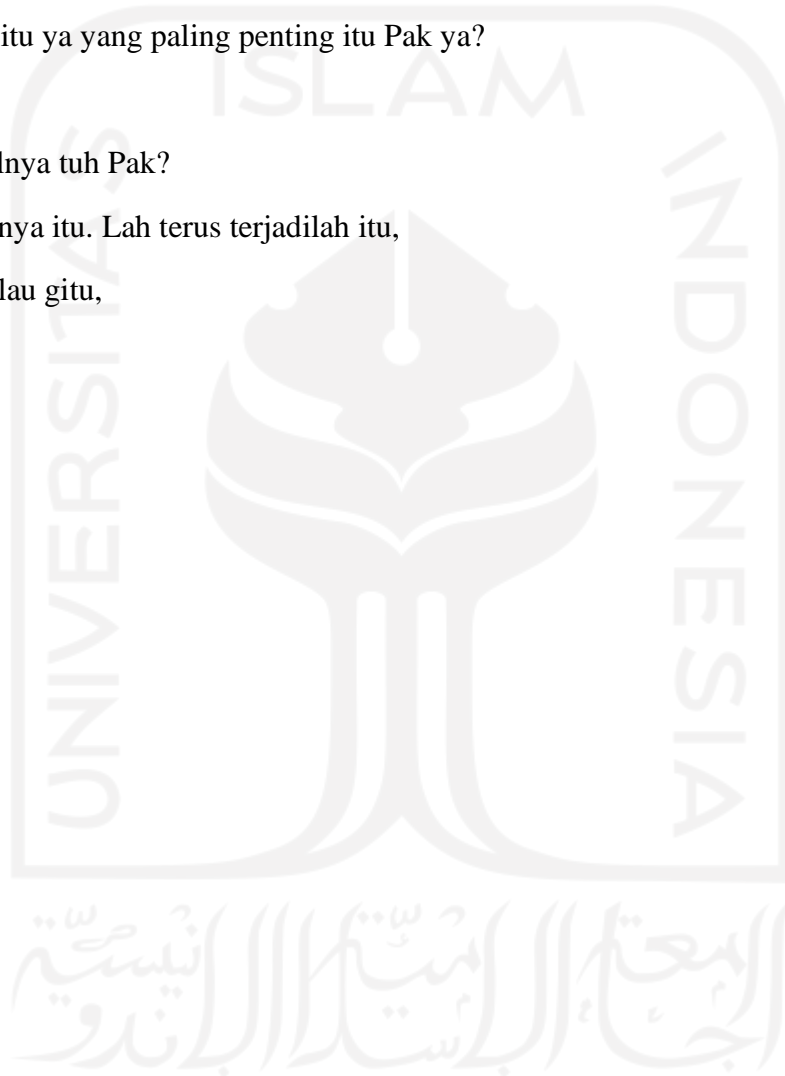 itu ya yang paling penting itu Pak ya?
lnya tuh Pak?
nya itu. Lah terus terjadilah itu,
lau gitu,
ISLAM
UNIVERSITAS
INDONESIA